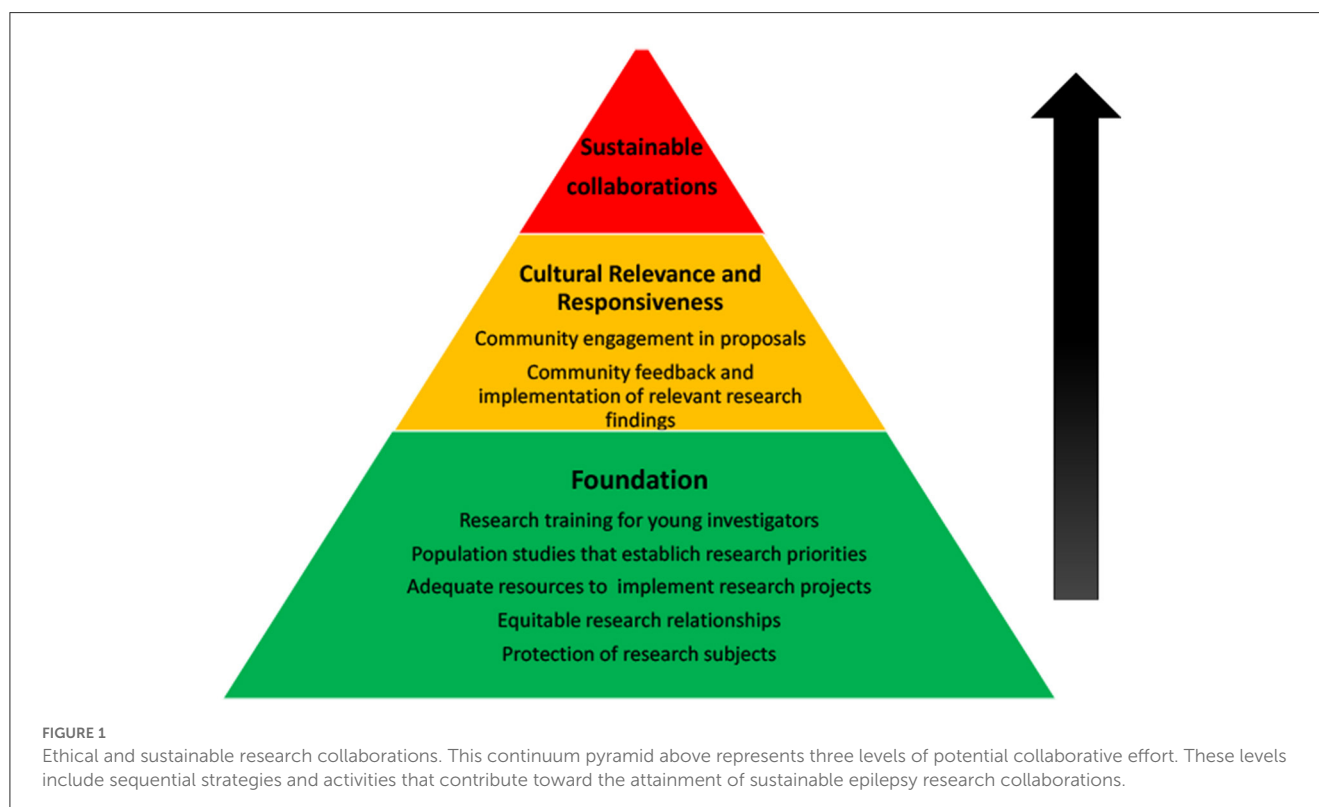 Sustainable
collaborations
Cultural Relevance and
Responsiveness
Community engagement in proposals
Community feedback and
implementation of relevant research
findings
Foundation
Research training for young investigators
Population studies that establich research priorities
Adequate resources to implement research projects
Equitable research relationships
Protection of research subjects
FIGURE 1
Ethical and sustainable research collaborations. This continuum pyramid above represents three levels of potential collaborative effort. These levels
include sequential strategies and activities that contribute toward the attainment of sustainable epilepsy research collaborations.